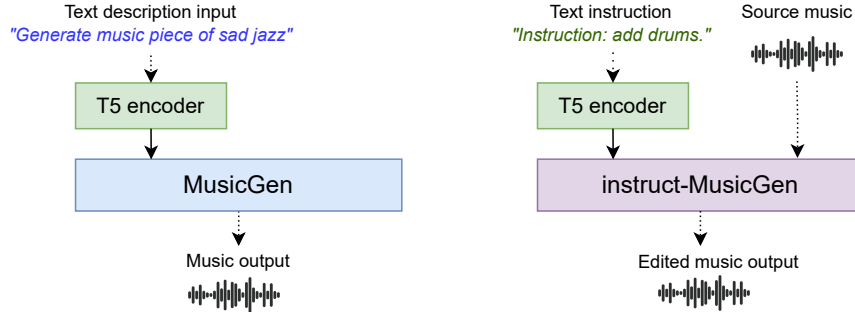 Text description input
"Generate music piece of sad jazz"
T5 encoder
MusicGen
Music output
Text instruction
"Instruction: add drums."
Source music
T5 encoder
instruct-MusicGen
Edited music output